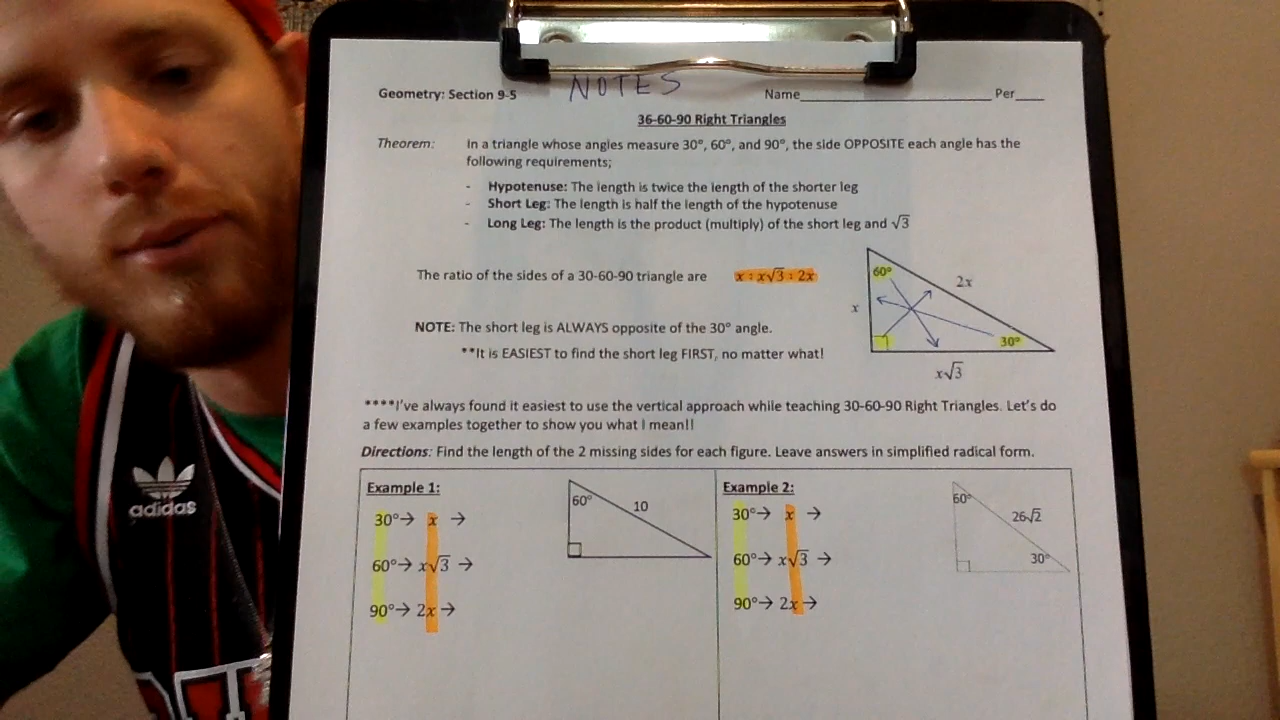 NOTES
Geometry: Section 9-5 Name_______________ Per____
36-60-90 Right Triangles
Theorem: In a triangle whose angles measure 30°, 60°, and 90°, the side OPPOSITE each angle has the
following requirements;
- Hypotenuse: The length is twice the length of the shorter leg
- Short Leg: The length is half the length of the hypotenuse
- Long Leg: The length is the product (multiply) of the short leg and √3
The ratio of the sides of a 30-60-90 triangle are x : x√3 : 2x
60°
2x
x
30°
x√3
NOTE: The short leg is ALWAYS opposite of the 30° angle.
**It is EASIEST to find the short leg FIRST, no matter what!
****I've always found it easiest to use the vertical approach while teaching 30-60-90 Right Triangles. Let's do
a few examples together to show you what I mean!!
Directions: Find the length of the 2 missing sides for each figure. Leave answers in simplified radical form.
Example 1:
30°→ x →
60°→ x√3 →
90°→ 2x→
60°
10
Example 2:
30°→ x →
60°→ x√3 →
90°→ 2x→
60°
26√2
30°
adidas